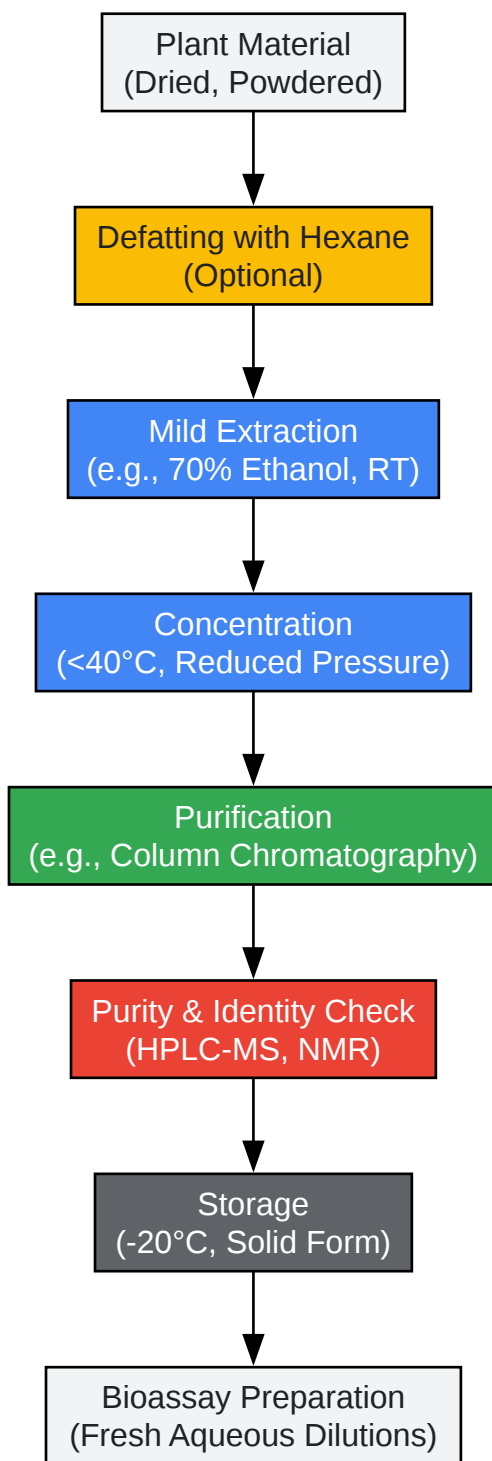 Plant Material
(Dried, Powdered)
Defatting with Hexane
(Optional)
Mild Extraction
(e.g., 70% Ethanol, RT)
Concentration
(<40°C, Reduced Pressure)
Purification
(e.g., Column Chromatography)
Purity & Identity Check
(HPLC-MS, NMR)
Storage
(-20°C, Solid Form)
Bioassay Preparation
(Fresh Aqueous Dilutions)